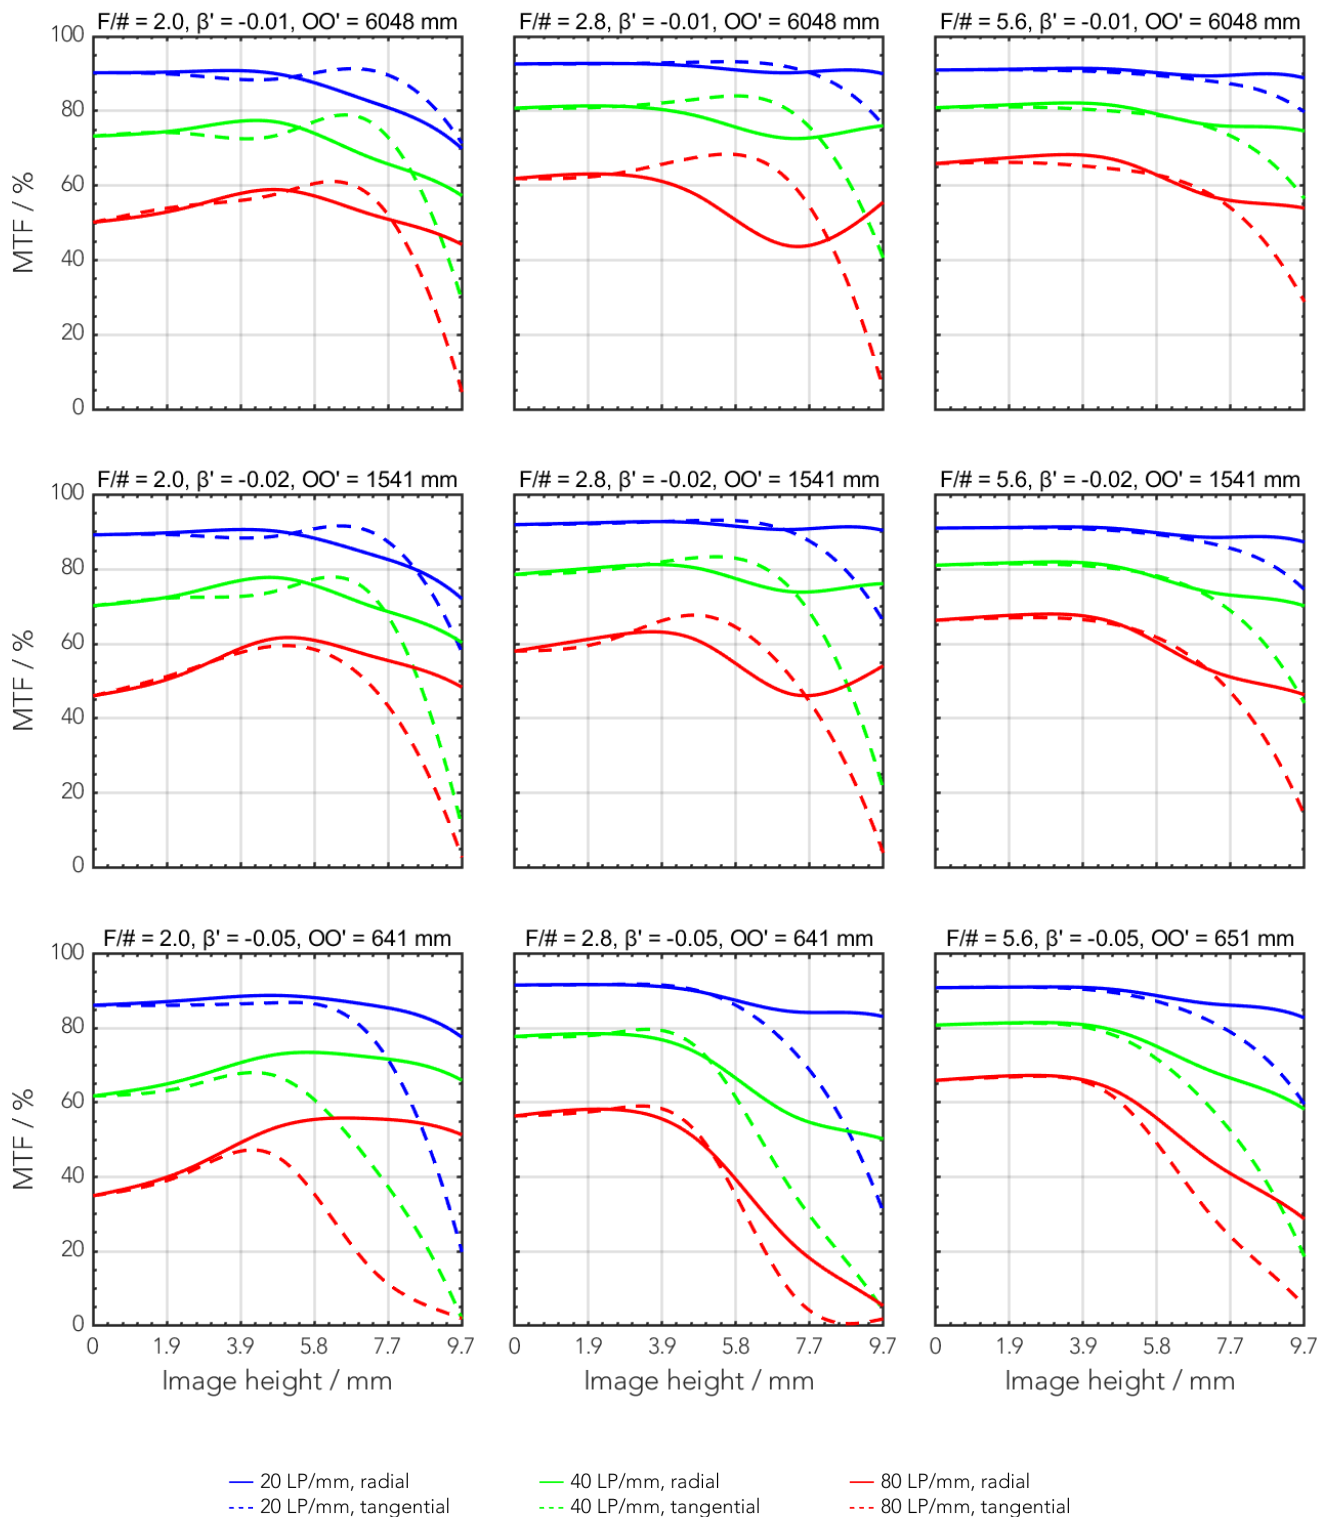 F/# = 2.0, β' = -0.01, OO' = 6048 mm
F/# = 2.8, β' = -0.01, OO' = 6048 mm
F/# = 5.6, β' = -0.01, OO' = 6048 mm
100
80
60
40
20
0
MTF / %
F/# = 2.0, β' = -0.02, OO' = 1541 mm
F/# = 2.8, β' = -0.02, OO' = 1541 mm
F/# = 5.6, β' = -0.02, OO' = 1541 mm
100
80
60
40
20
0
MTF / %
F/# = 2.0, β' = -0.05, OO' = 641 mm
F/# = 2.8, β' = -0.05, OO' = 641 mm
F/# = 5.6, β' = -0.05, OO' = 651 mm
100
80
60
40
20
0
MTF / %
0 1.9 3.9 5.8 7.7 9.7
0 1.9 3.9 5.8 7.7 9.7
0 1.9 3.9 5.8 7.7 9.7
Image height / mm
Image height / mm
Image height / mm
20 LP/mm, radial
20 LP/mm, tangential
40 LP/mm, radial
40 LP/mm, tangential
80 LP/mm, radial
80 LP/mm, tangential